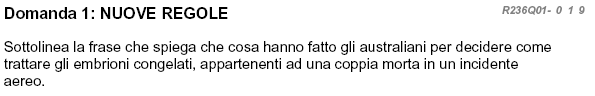 Domanda 1: NUOVE REGOLE
R236Q01- 0 1 9
Sottolinea la frase che spiega che cosa hanno fatto gli australiani per decidere come
trattare gli embrioni congelati, appartenenti ad una coppia morta in un incidente
aereo.